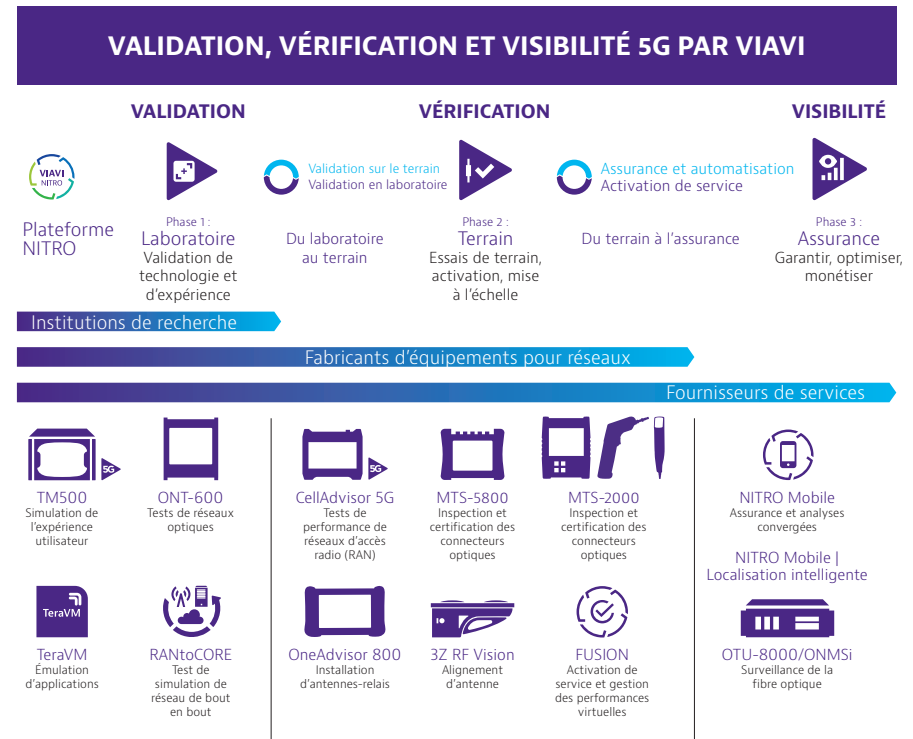 VALIDATION, VÉRIFICATION ET VISIBILITÉ 5G PAR VIAVI
VALIDATION
VÉRIFICATION
VISIBILITÉ
VIAVI
NITRO
Plateforme
NITRO
Phase 1 :
Laboratoire
Validation de
technologie et
d'expérience
Validation sur le terrain
Validation en laboratoire
Du laboratoire
au terrain
Phase 2 :
Terrain
Essais de terrain,
activation, mise
à l'échelle
Assurance et automatisation
Activation de service
Du terrain à l'assurance
Phase 3 :
Assurance
Garantir, optimiser,
monétiser
Institutions de recherche
Fabricants d'équipements pour réseaux
Fournisseurs de services
5G
TM500
Simulation de
l'expérience
utilisateur
ONT-600
Tests de réseaux
optiques
5G
CellAdvisor 5G
Tests de
performance de
réseaux d'accès
radio (RAN)
MTS-5800
Inspection et
certification des
connecteurs
optiques
MTS-2000
Inspection et
certification des
connecteurs
optiques
NITRO Mobile
Assurance et analyses
convergées
NITRO Mobile |
Localisation intelligente
TeraVM
TeraVM
Émulation
d'applications
RANtoCORE
Test de
simulation de
réseau de bout
en bout
OneAdvisor 800
Installation
d'antennes-relais
3Z RF Vision
Alignement
d'antenne
FUSION
Activation de
service et gestion
des performances
virtuelles
OTU-8000/ONMSi
Surveillance de la
fibre optique